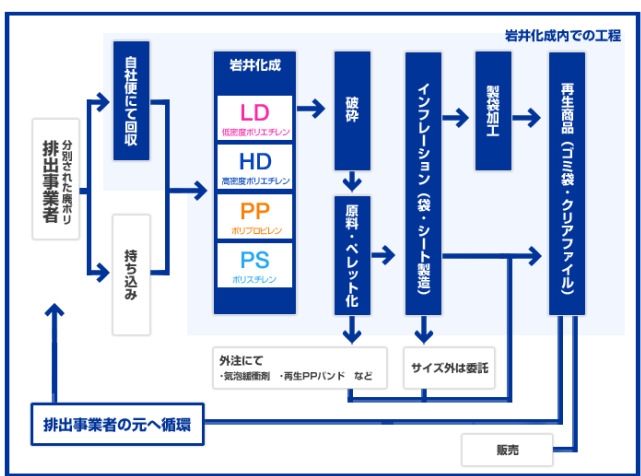 岩井化成内での工程
分別された廃ポリ
排出事業者
自社便にて回収
持ち込み
岩井化成
LD
低密度ポリエチレン
HD
高密度ポリエチレン
PP
ポリプロピレン
PS
ポリスチレン
破砕
原料・ペレット化
インフレーション(袋・シート製造)
製袋加工
再生商品(ゴミ袋・クリアファイル)
外注にて
・気泡緩衝剤 ・再生PPバンド など
サイズ外は委託
排出事業者の元へ循環
販売